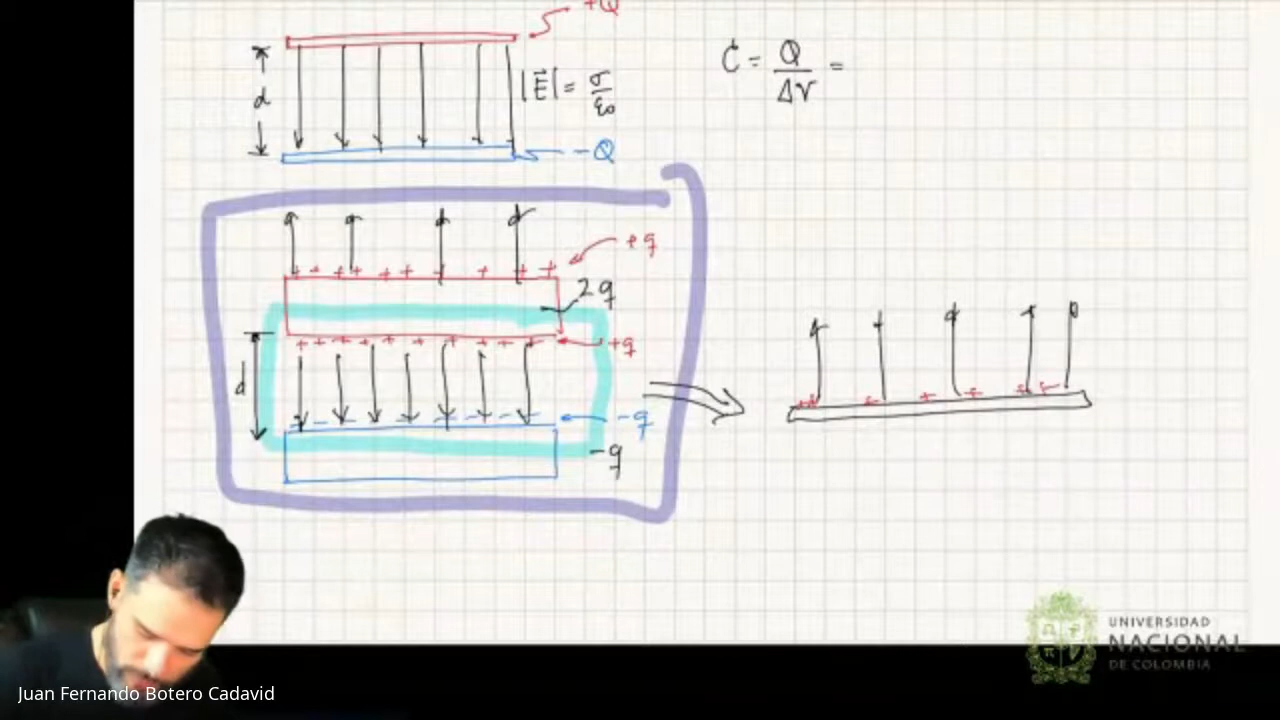 +Q
C = Q/ΔV =
d
|E⃗| = σ/ε₀
-Q
+q
2q
+q
d
-q
-q
UNIVERSIDAD
NACIONAL
DE COLOMBIA
Juan Fernando Botero Cadavid